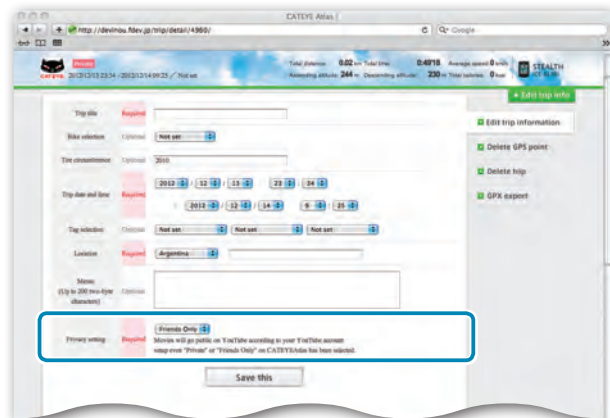 CATEYE Atlas
http://devinou.fdev.jp/trip/detail/4960/
Google
Private
Total distance: 0.02 km Total time: 0:49'18 Average speed 0 km/h
STEALTH
CATEYE 2012/12/13 23:34 - 2012/12/14 09:25 / Not set
Ascending altitude: 244 m Descending altitude: 230 m Total calories: 0 kcal
Edit trip info
Trip title Required
Edit trip information
Bike selection Optional Not set
Delete GPS point
Tire circumference Optional 2010
Delete trip
2012 / 12 / 13 23 : 34
Trip date and time Required
GPX export
: 2012 / 12 / 14 9 : 25
Tag selection Optional Not set Not set Not set
Location Required Argentina
Memo
(Up to 200 two-byte Optional
characters)
Friends Only
Privacy setting Required Movies will go public on YouTube according to your YouTube account
setup even "Private" or "Friends Only" on CATEYEAtlas has been selected.
Save this